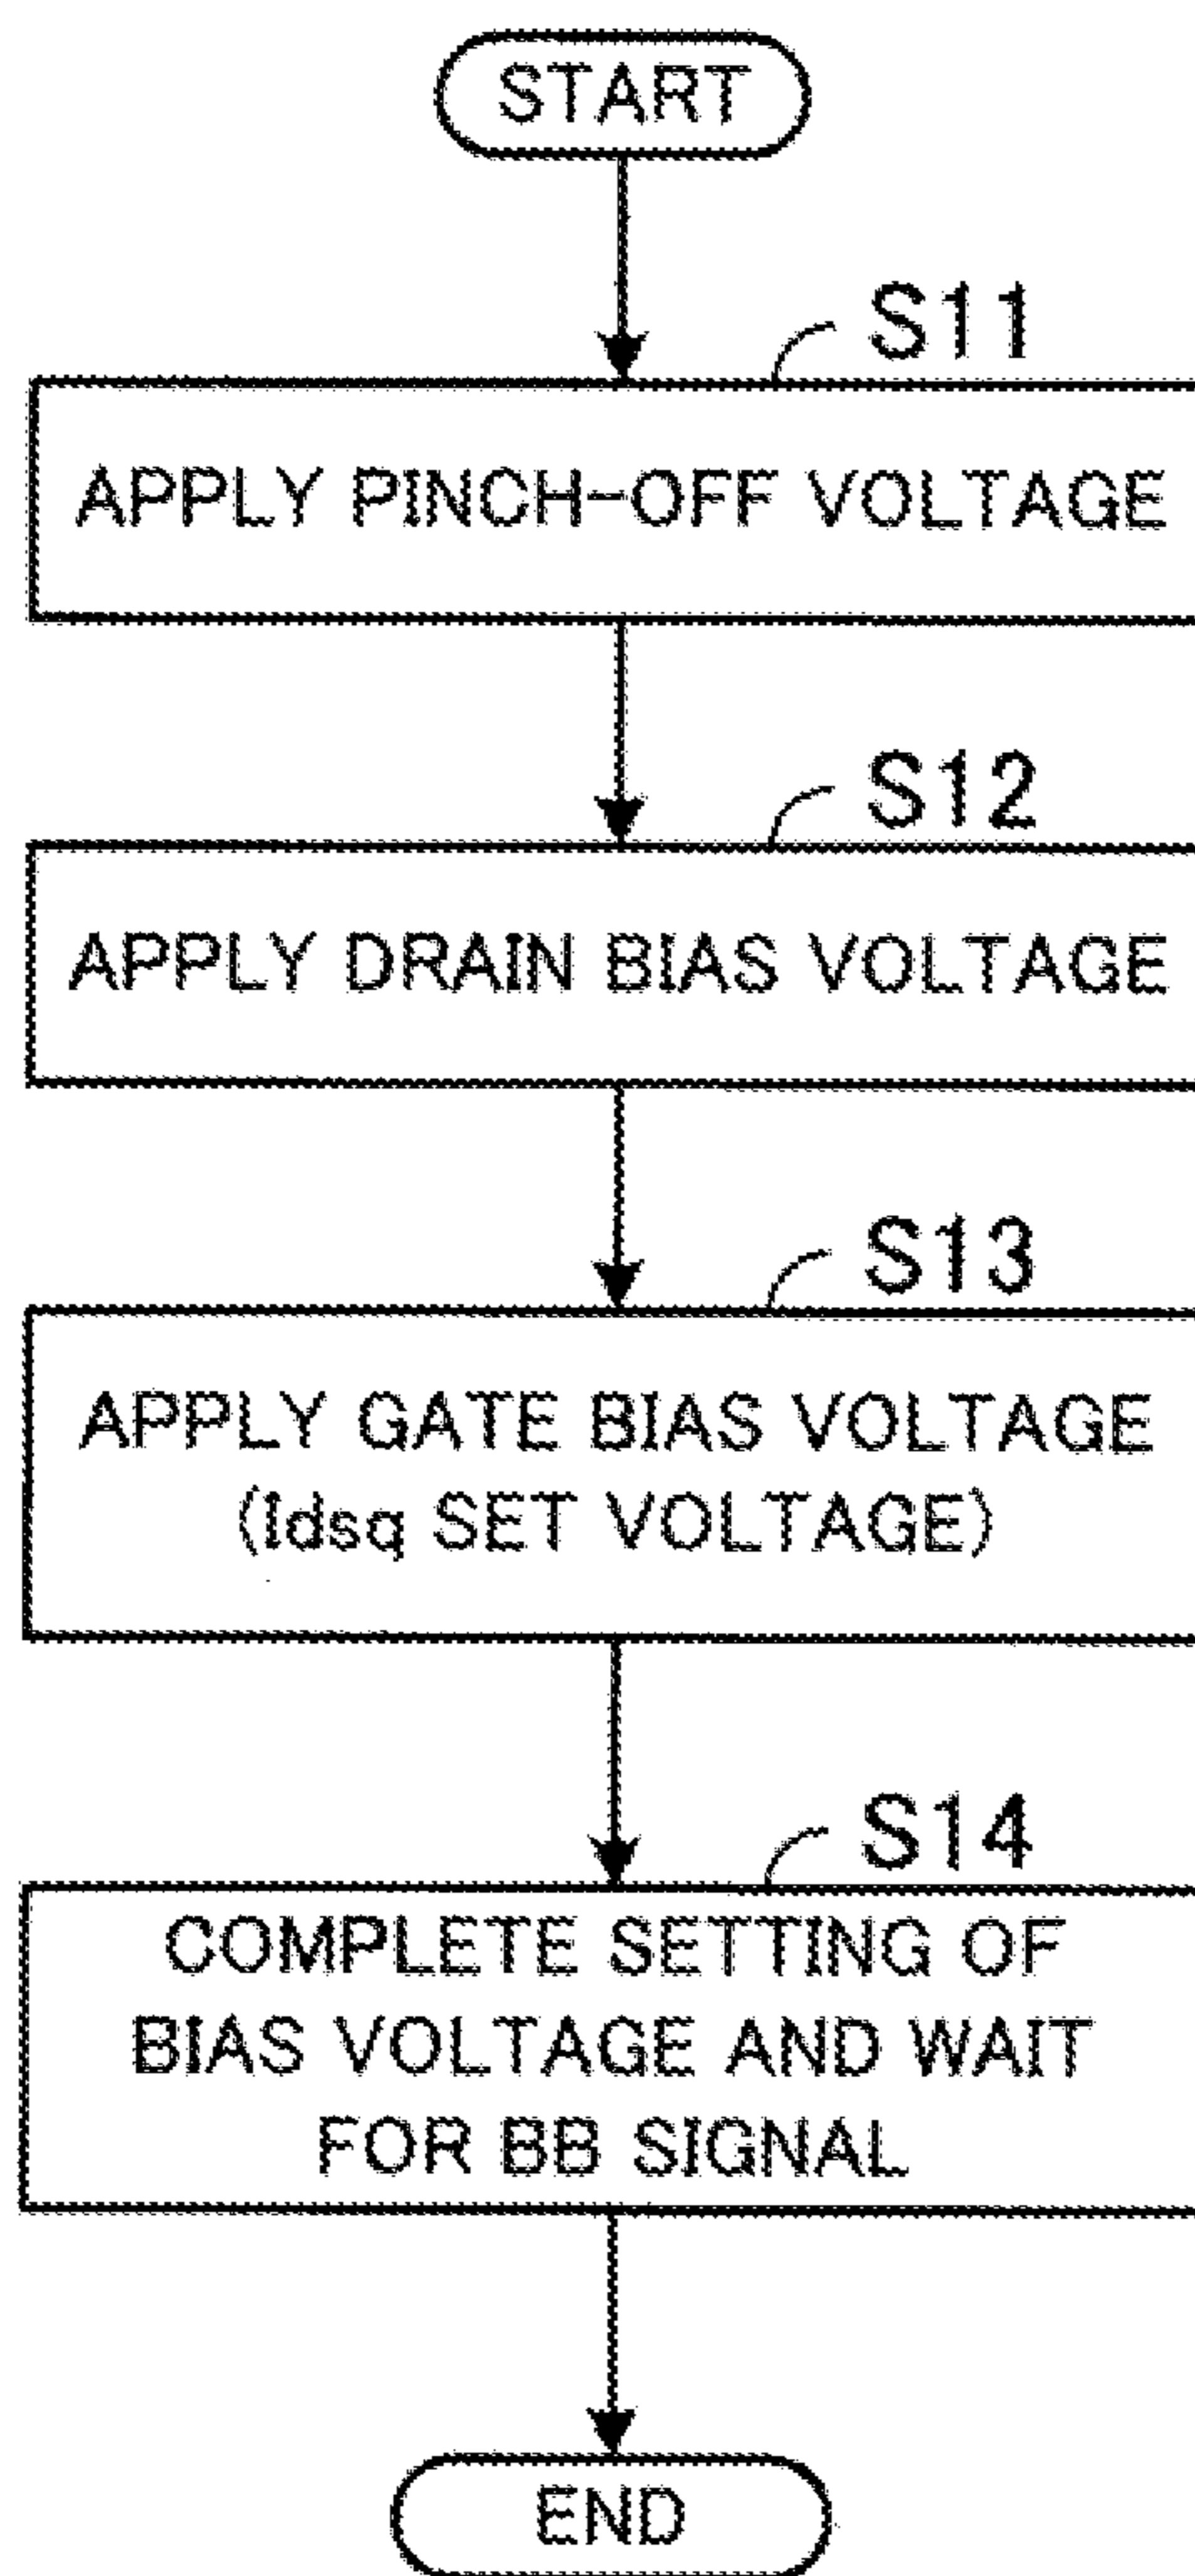 START
S11
APPLY PINCH-OFF VOLTAGE
S12
APPLY DRAIN BIAS VOLTAGE
S13
APPLY GATE BIAS VOLTAGE
(Idsq SET VOLTAGE)
S14
COMPLETE SETTING OF
BIAS VOLTAGE AND WAIT
FOR BB SIGNAL
END